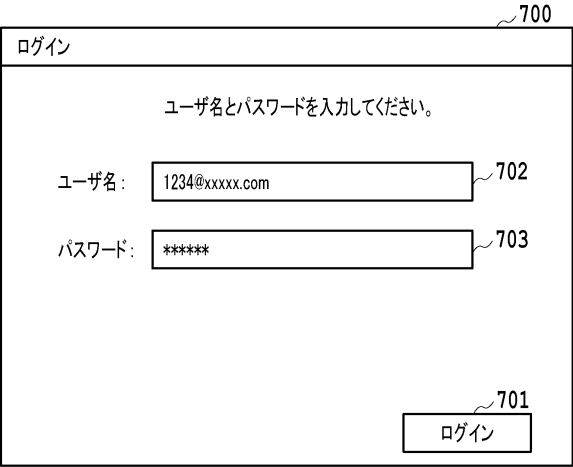 700
ログイン
ユーザ名とパスワードを入力してください。
ユーザ名： 1234@xxxxx.com 702
パスワード： ****** 703
701
ログイン